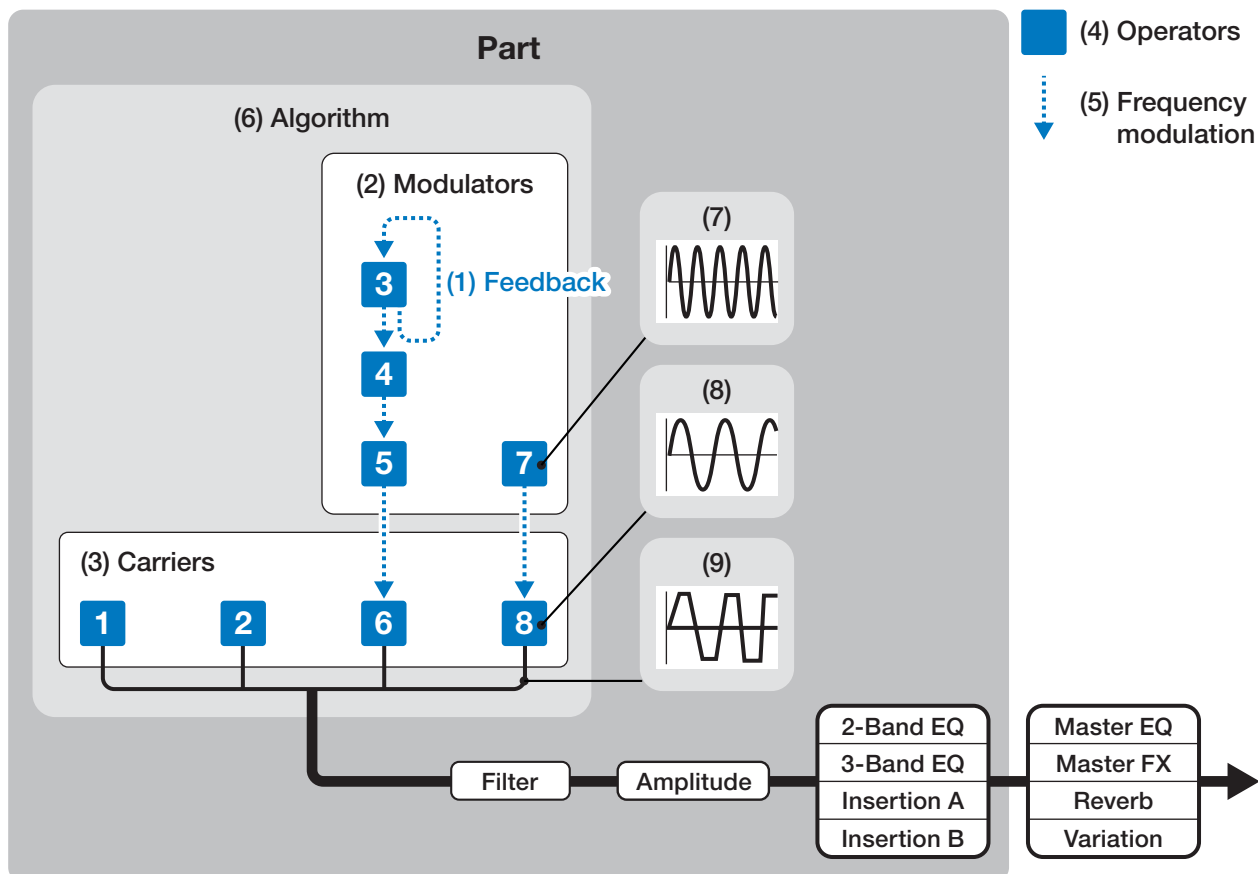 Part
(4) Operators
(5) Frequency
modulation
(6) Algorithm
(2) Modulators
3
(1) Feedback
4
5
7
(7)
(8)
(3) Carriers
1
2
6
8
(9)
Filter
Amplitude
2-Band EQ
3-Band EQ
Insertion A
Insertion B
Master EQ
Master FX
Reverb
Variation